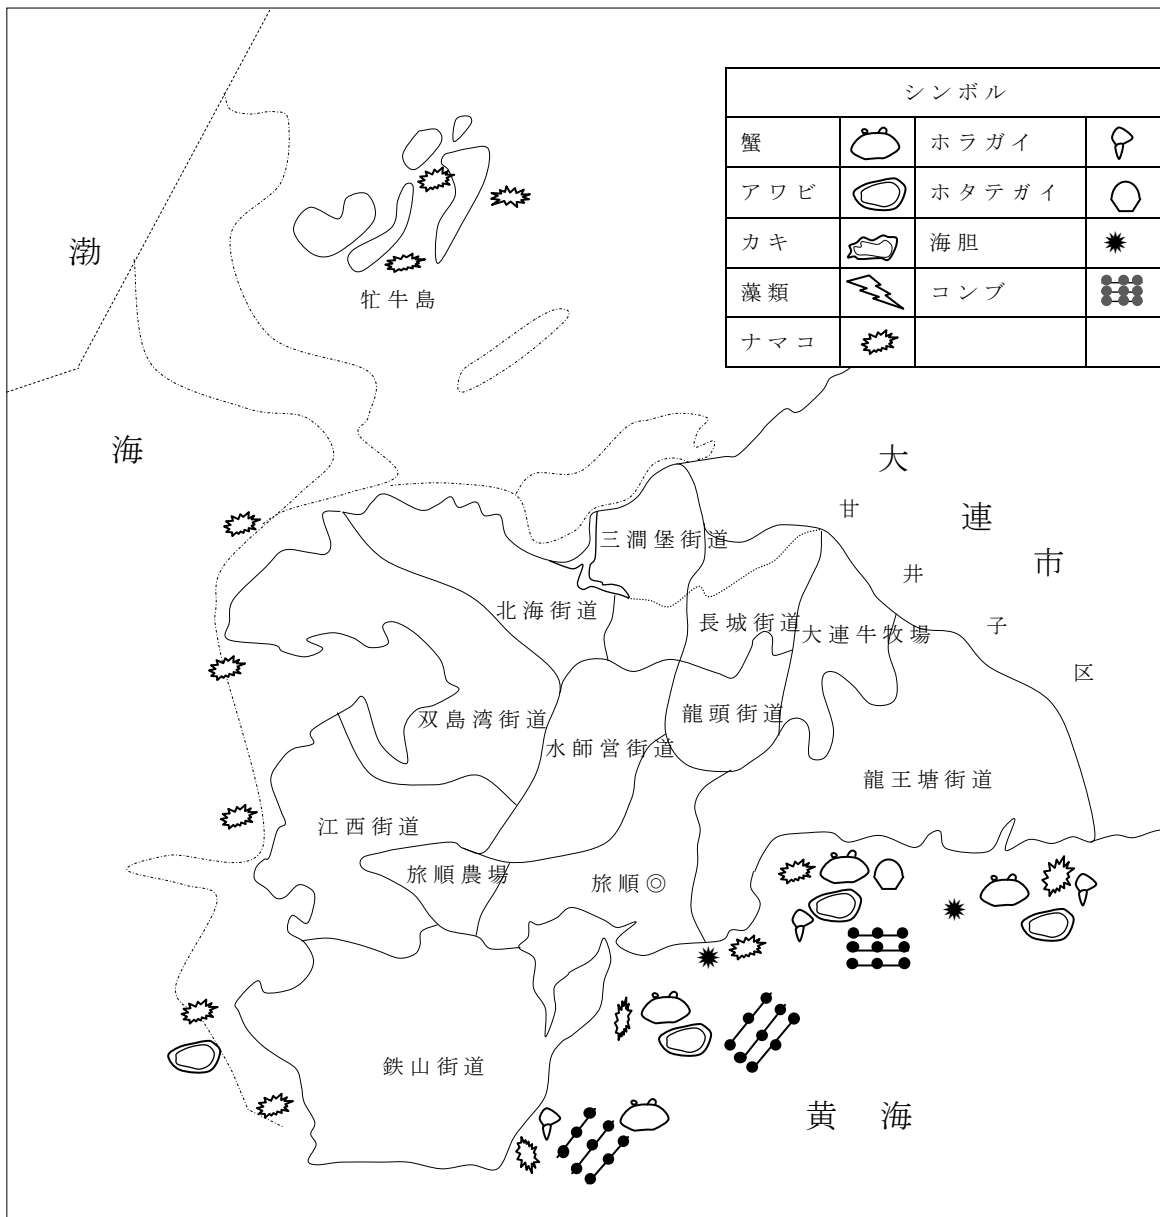 シンボル
蟹 ホラガイ
アワビ ホタテガイ
カキ 海胆
藻類 コンブ
ナマコ
渤海
牤牛島
大連市
甘井子区
三澗堡街道
北海街道
長城街道
大連牛牧場
双島湾街道
龍頭街道
水師営街道
龍王塘街道
江西街道
旅順農場
旅順◎
鉄山街道
黄海